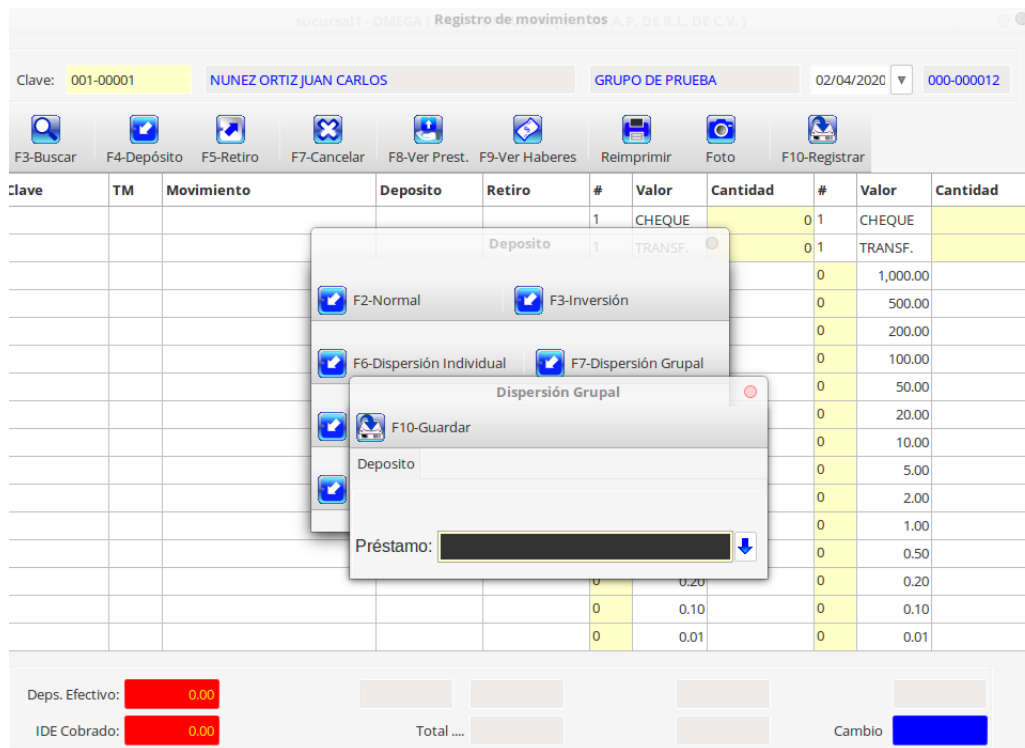 sucursal1 - OMEGA ( Registro de movimientos A.P. DE R.L. DE C.V. )
Clave: 001-00001 NUNEZ ORTIZ JUAN CARLOS GRUPO DE PRUEBA 02/04/2020 000-000012
F3-Buscar F4-Depósito F5-Retiro F7-Cancelar F8-Ver Prest. F9-Ver Haberes Reimprimir Foto F10-Registrar
Clave TM Movimiento Deposito Retiro # Valor Cantidad # Valor Cantidad
1 CHEQUE 0 1 CHEQUE
Deposito 1 TRANSF. 0 1 TRANSF.
0 1,000.00
F2-Normal F3-Inversión
0 500.00
0 200.00
F6-Dispersión Individual F7-Dispersión Grupal 0 100.00
Dispersión Grupal 0 50.00
0 20.00
F10-Guardar
0 10.00
Deposito 0 5.00
0 2.00
0 1.00
Préstamo: 0 0.50
0 0.20 0 0.20
0 0.10 0 0.10
0 0.01 0 0.01
Deps. Efectivo: 0.00
IDE Cobrado: 0.00 Total .... Cambio